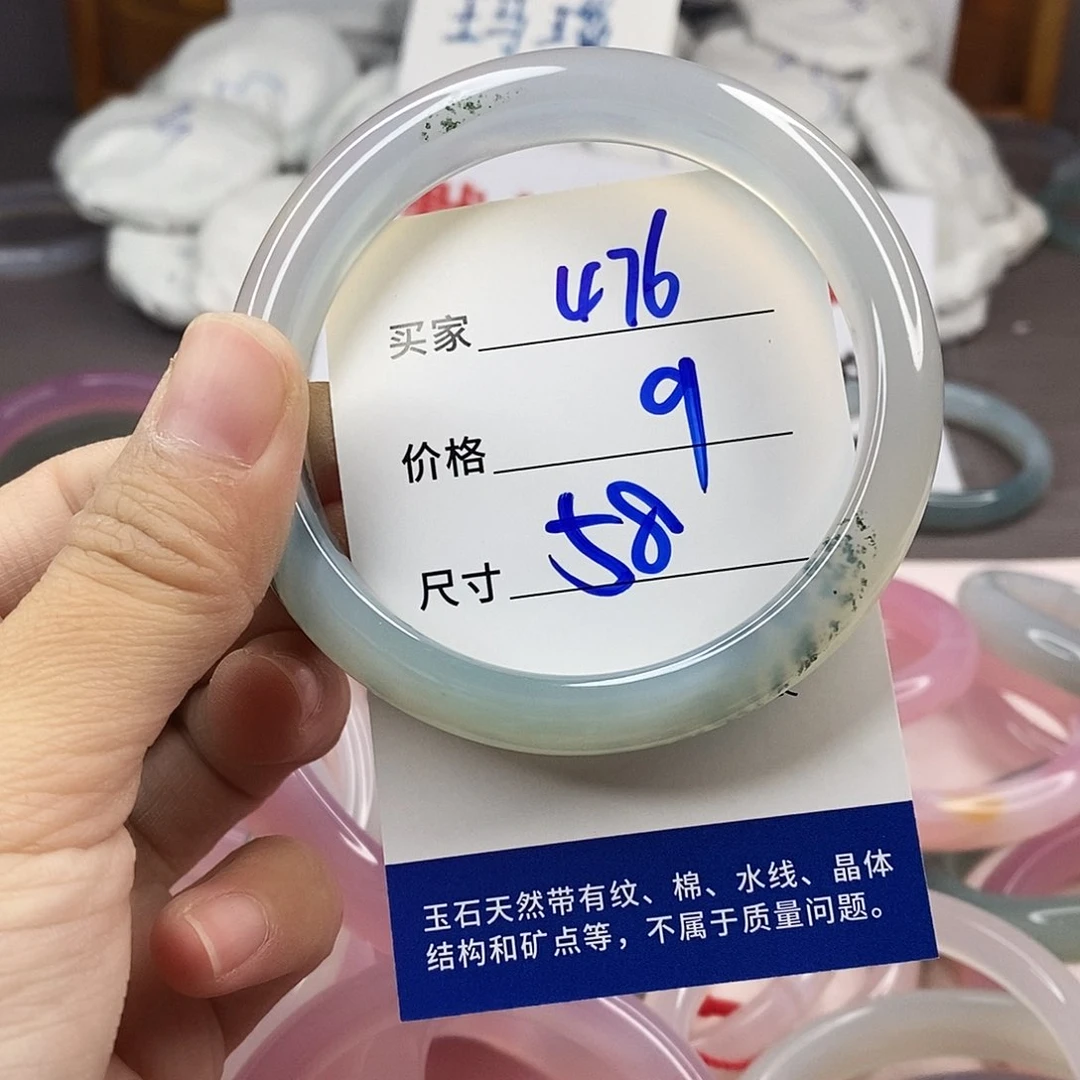 买家 476
价格 9
尺寸 58
玉石天然带有纹、棉、水线、晶体
结构和矿点等，不属于质量问题。